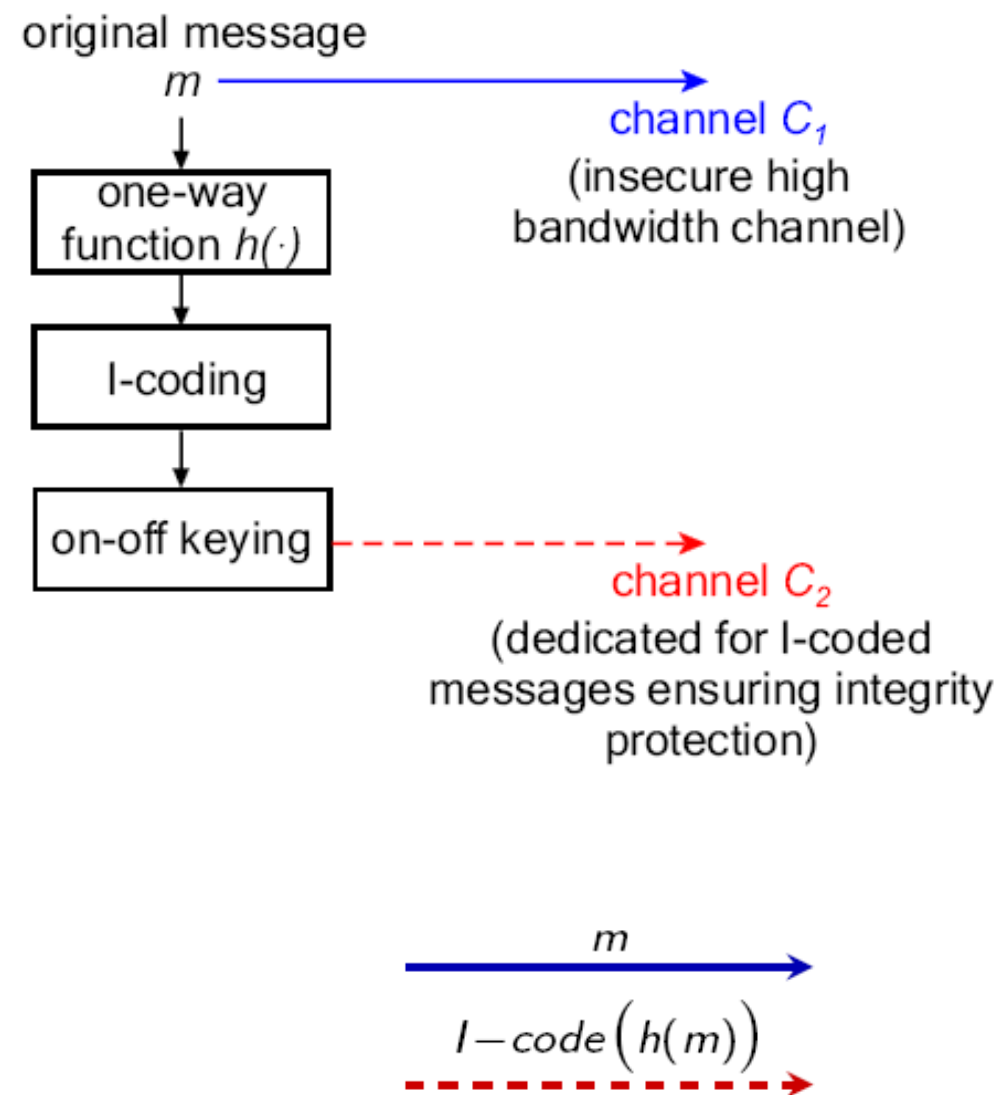 original message
m
channel C₁
(insecure high
bandwidth channel)
one-way
function h(·)
I-coding
on-off keying
channel C₂
(dedicated for I-coded
messages ensuring integrity
protection)
m
I−code(h(m))